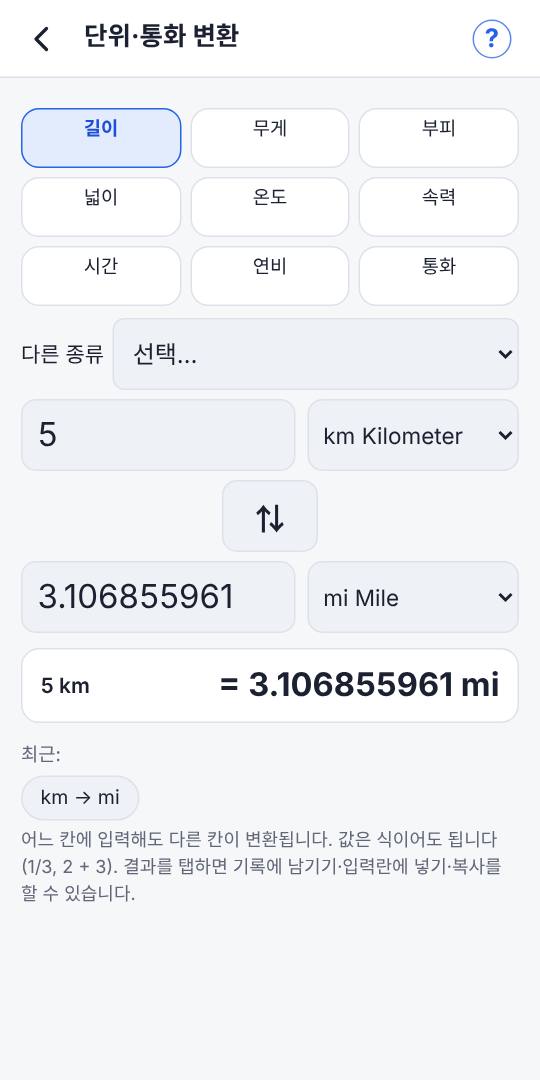 단위·통화 변환
?
길이
무게
부피
넓이
온도
속력
시간
연비
통화
다른 종류
선택...
5
km Kilometer
3.106855961
mi Mile
5 km
= 3.106855961 mi
최근:
km → mi
어느 칸에 입력해도 다른 칸이 변환됩니다. 값은 식이어도 됩니다
(1/3, 2 + 3). 결과를 탭하면 기록에 남기기·입력란에 넣기·복사를
할 수 있습니다.